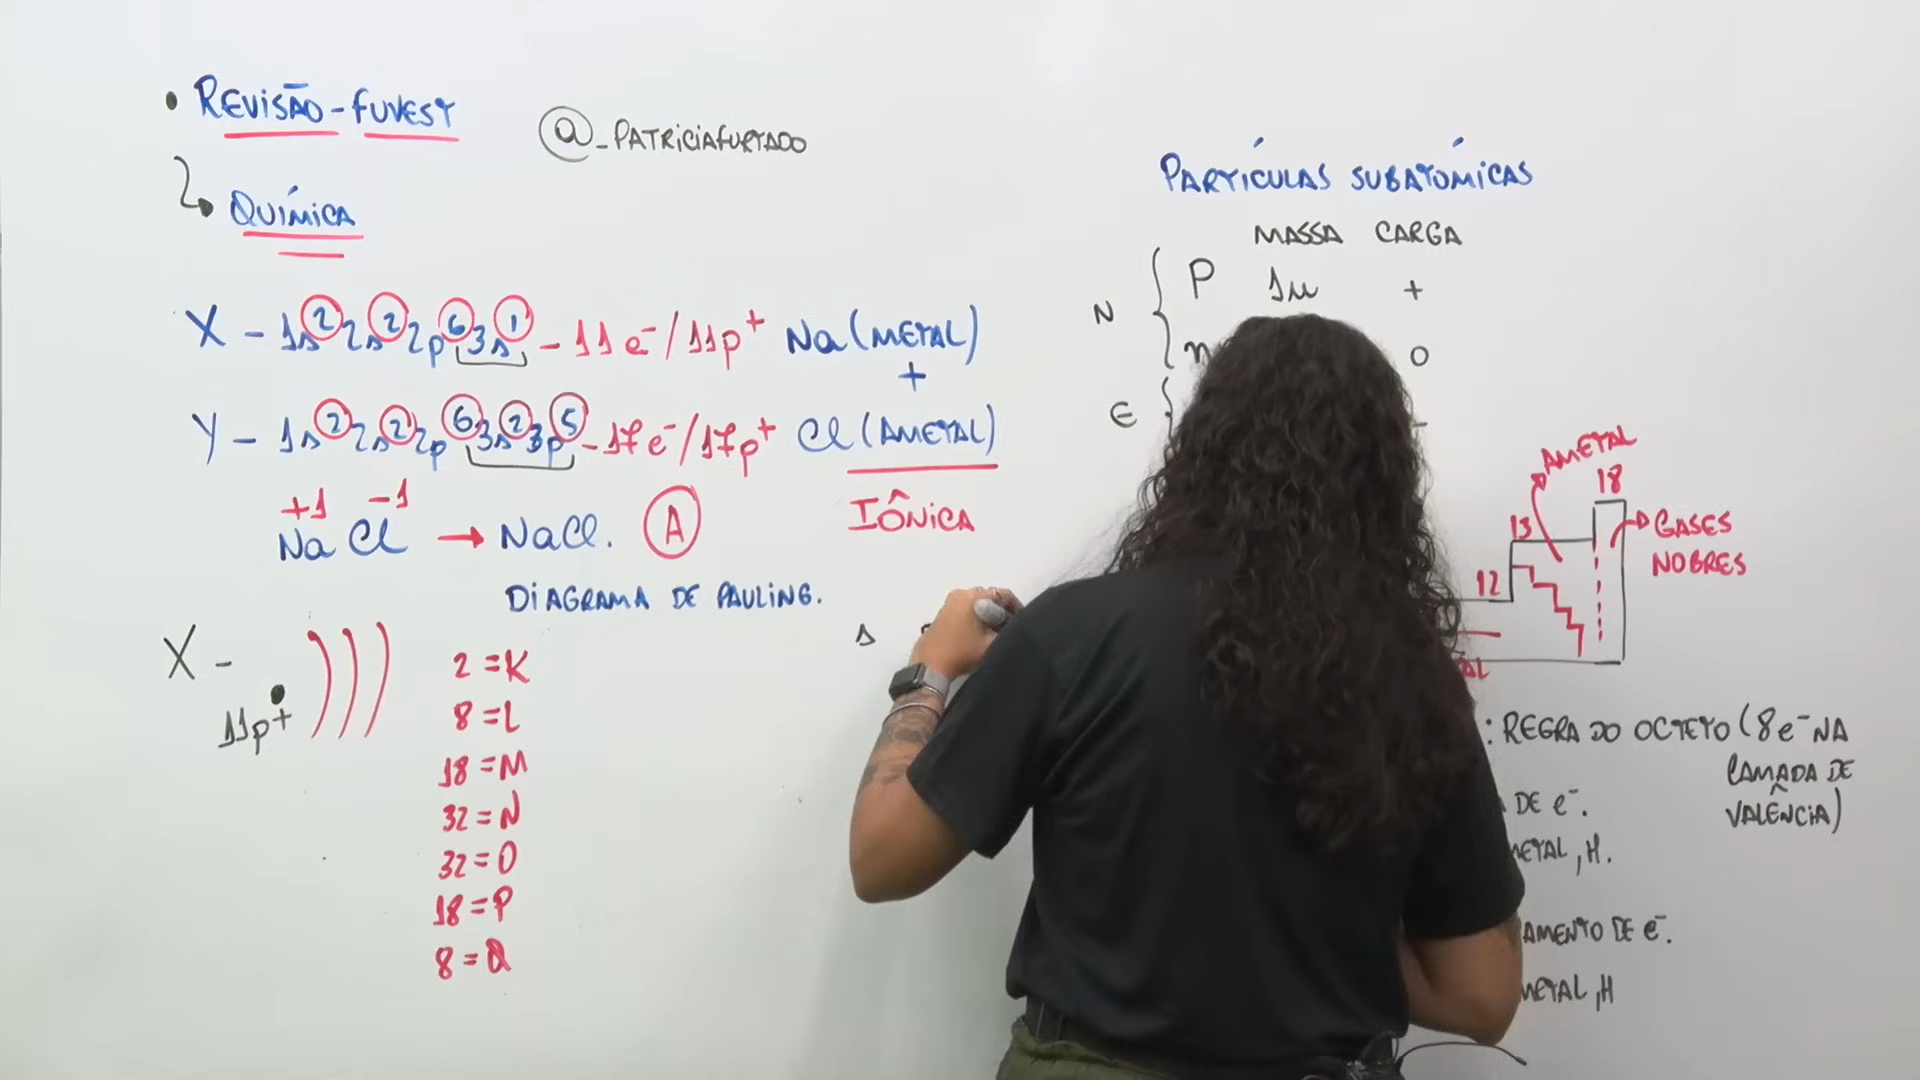 • REVISÃO - FUVEST
@_PATRICIAFURTADO
QUÍMICA
X - 1s² 2s² 2p⁶ 3s¹ - 11 e⁻ / 11p⁺ Na (METAL)
+
Y - 1s² 2s² 2p⁶ 3s² 3p⁵ - 17 e⁻ / 17p⁺ Cl (AMETAL)
+1 -1
Na Cl → NaCl. A
IÔNICA
DIAGRAMA DE PAULING.
X -
11p+
2 = K
8 = L
18 = M
32 = N
32 = O
18 = P
8 = Q
s
PARTÍCULAS SUBATÔMICAS
MASSA CARGA
N
P 1u +
n 0
E
AMETAL
18
13
GASES
NOBRES
12
: REGRA DO OCTETO (8e⁻ NA
CAMADA DE
VALÊNCIA)
DE e⁻.
METAL, H.
AMENTO DE e⁻.
METAL, H